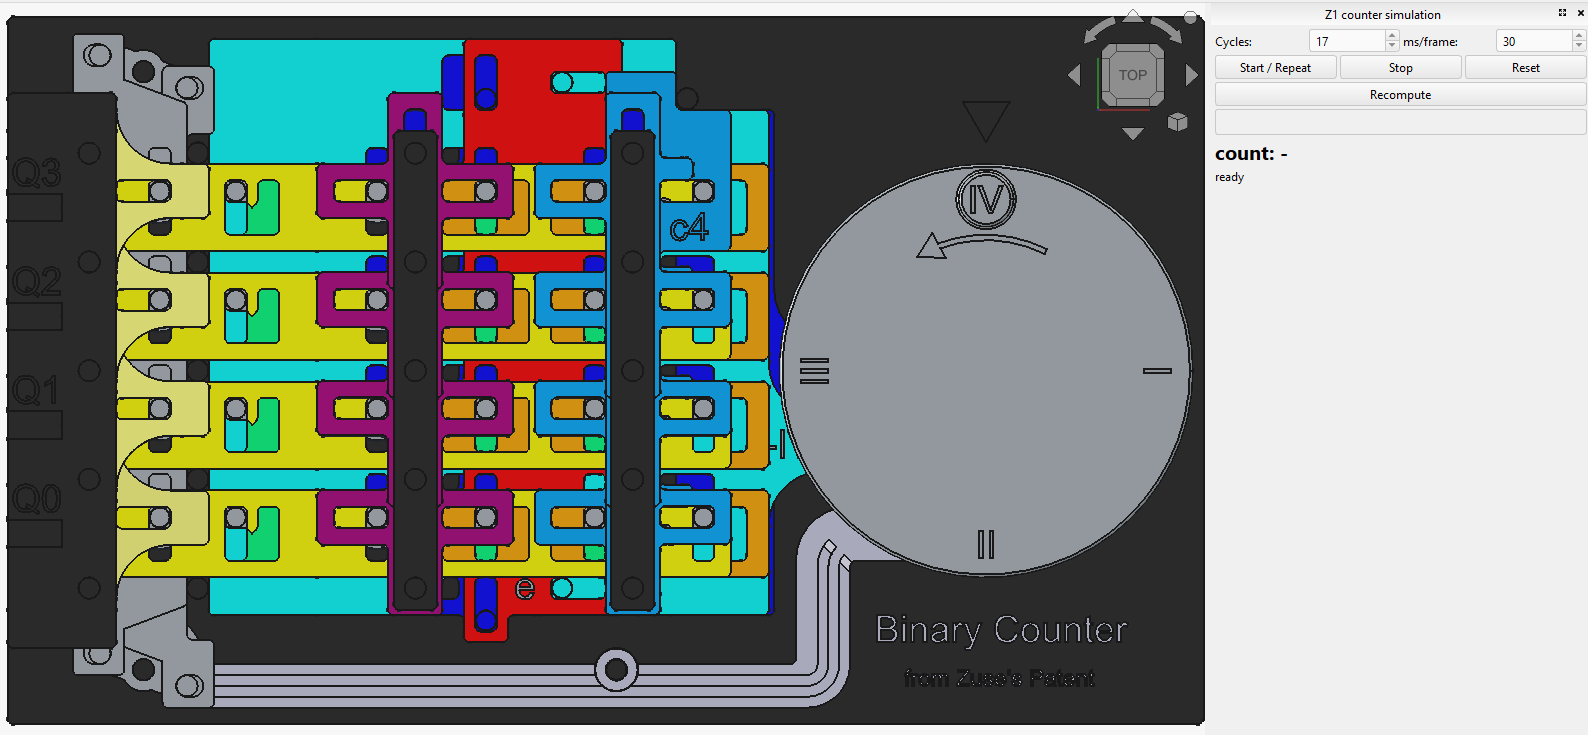 Z1 counter simulation
Cycles: 17 ms/frame: 30
Start / Repeat Stop Reset
Recompute
count: -
ready
TOP
Q3
Q2
Q1
Q0
c4
e
IV
III
I
II
Binary Counter
from Zuse's Patent